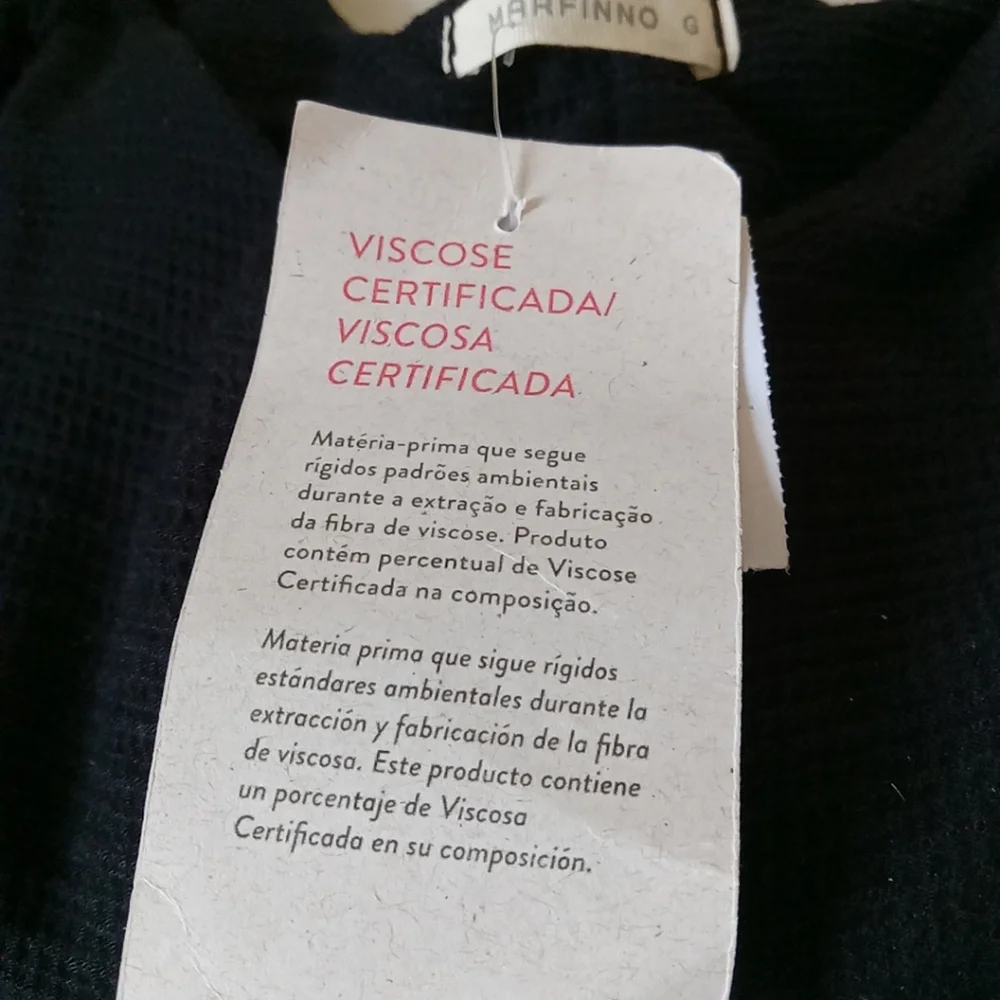 MARFINNO G
VISCOSE
CERTIFICADA/
VISCOSA
CERTIFICADA
Matéria-prima que segue
rígidos padrões ambientais
durante a extração e fabricação
da fibra de viscose. Produto
contém percentual de Viscose
Certificada na composição.
Materia prima que sigue rígidos
estándares ambientales durante la
extracción y fabricación de la fibra
de viscosa. Este producto contiene
un porcentaje de Viscosa
Certificada en su composición.